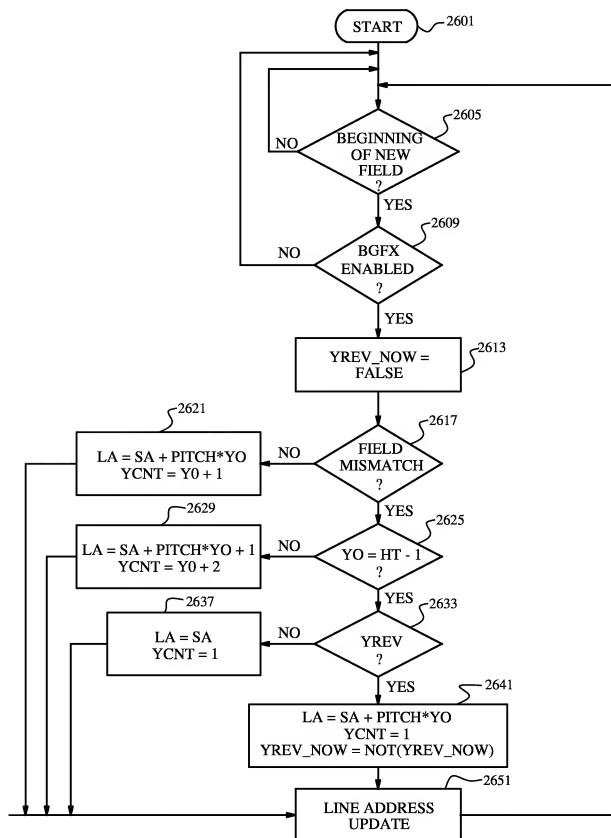 START
2601
BEGINNING
OF NEW
FIELD
?
2605
NO
YES
BGFX
ENABLED
?
2609
NO
YES
YREV_NOW =
FALSE
2613
FIELD
MISMATCH
?
2617
NO
2621
LA = SA + PITCH*YO
YCNT = Y0 + 1
YES
YO = HT - 1
?
2625
NO
2629
LA = SA + PITCH*YO + 1
YCNT = Y0 + 2
YES
YREV
?
2633
NO
2637
LA = SA
YCNT = 1
YES
2641
LA = SA + PITCH*YO
YCNT = 1
YREV_NOW = NOT(YREV_NOW)
2651
LINE ADDRESS
UPDATE